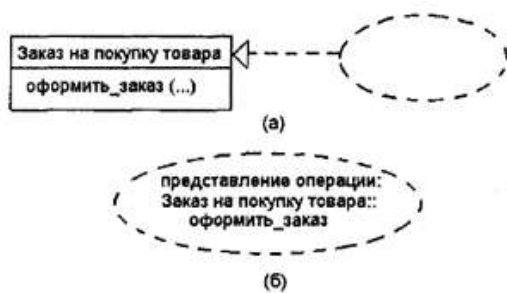 Заказ на покупку товара
оформить_заказ (...)
(а)
представление операции:
Заказ на покупку товара::
оформить_заказ
(б)